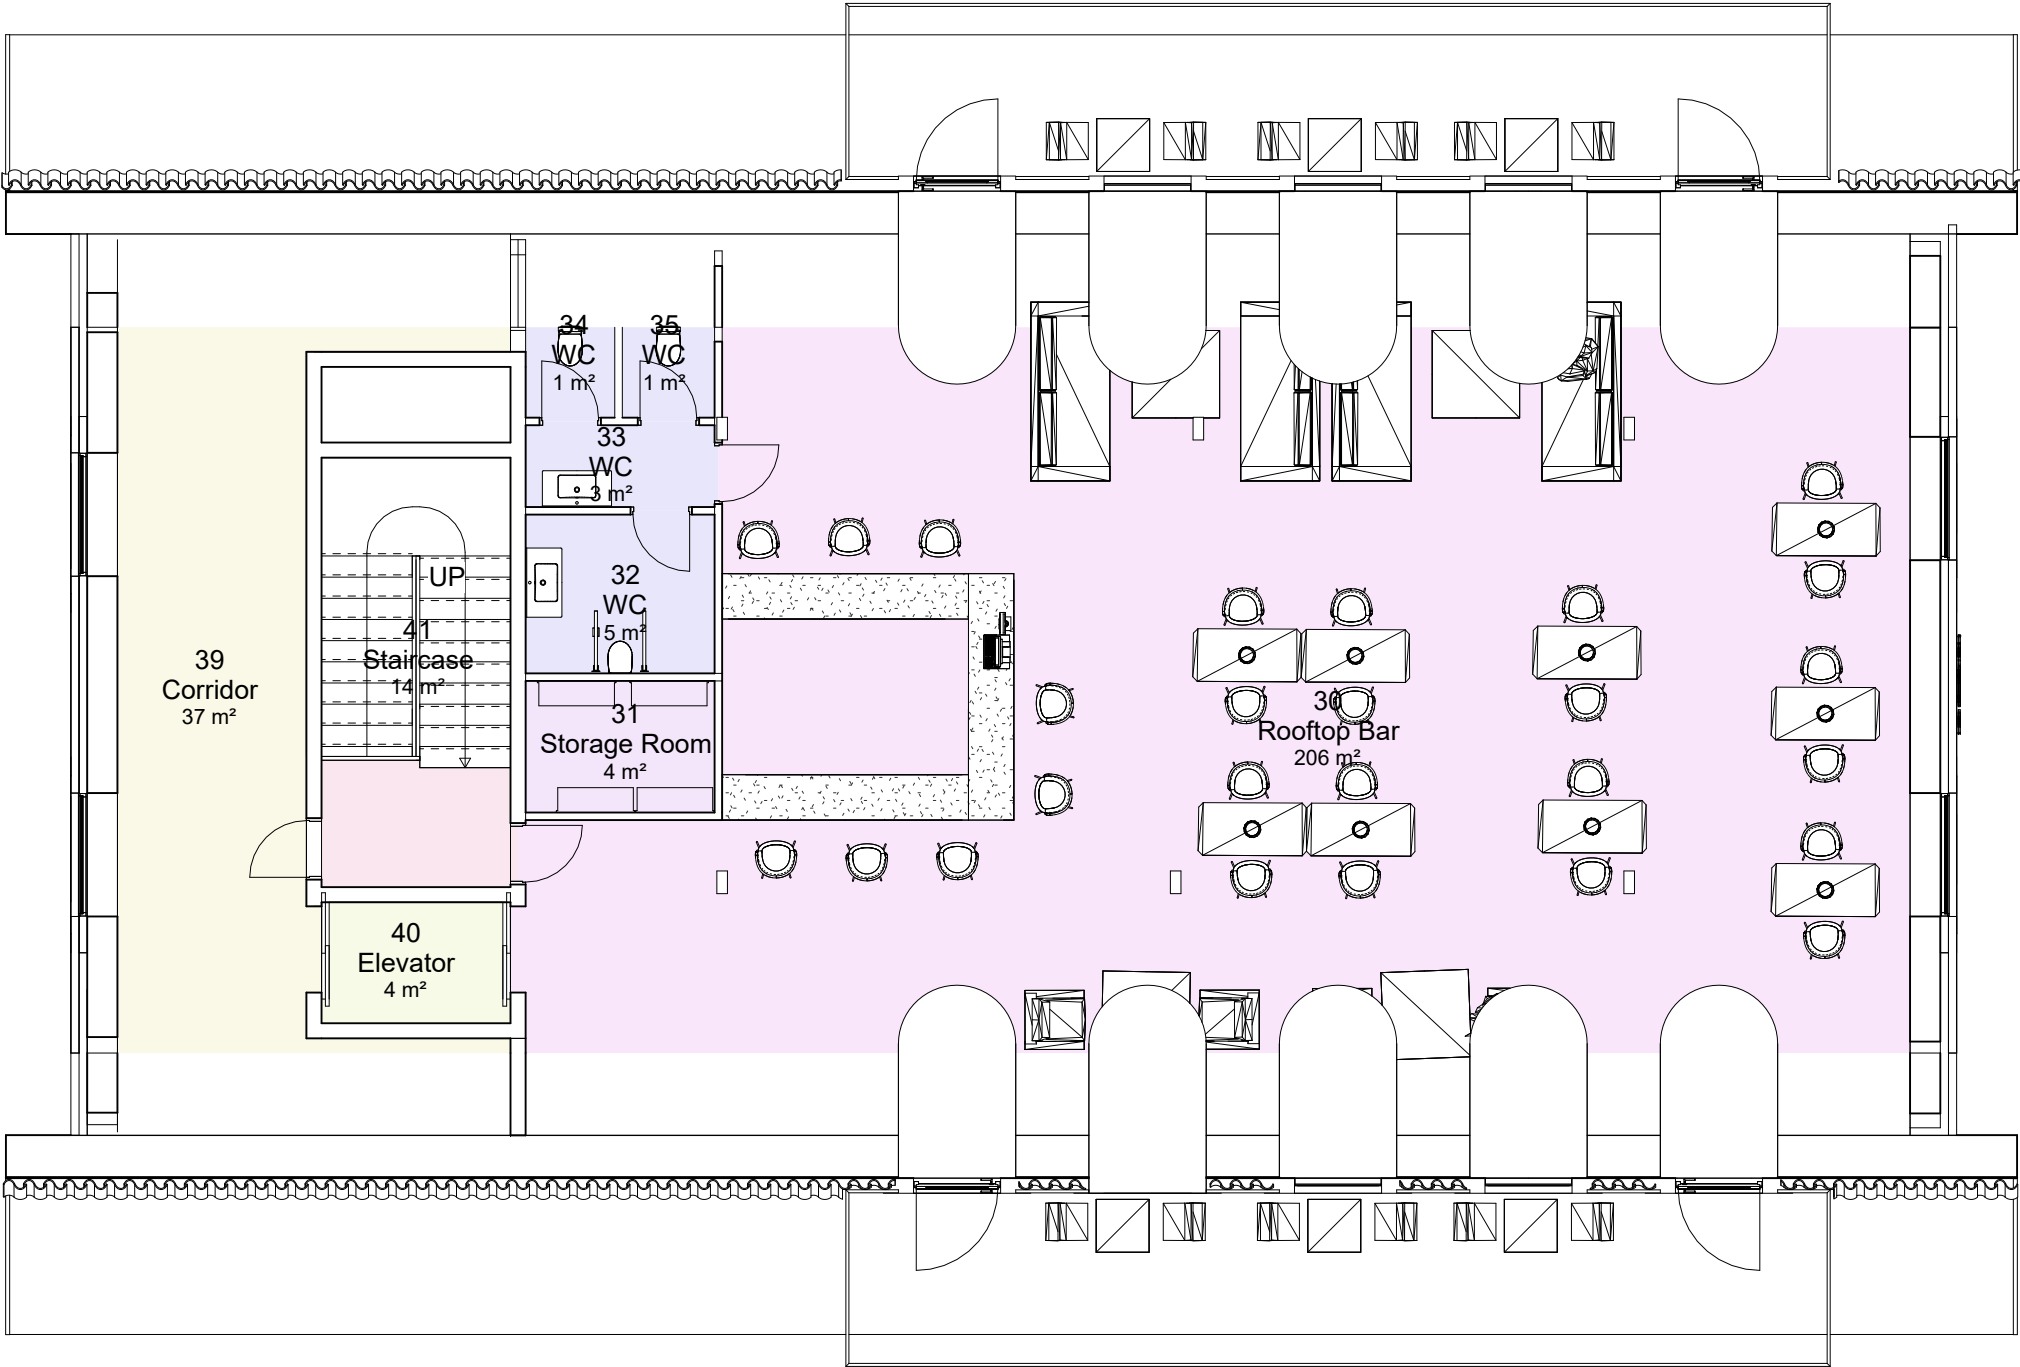 34
WC
1 m²
35
WC
1 m²
33
WC
3 m²
UP
32
WC
5 m²
41
Staircase
14 m²
39
Corridor
37 m²
31
Storage Room
4 m²
30
Rooftop Bar
206 m²
40
Elevator
4 m²